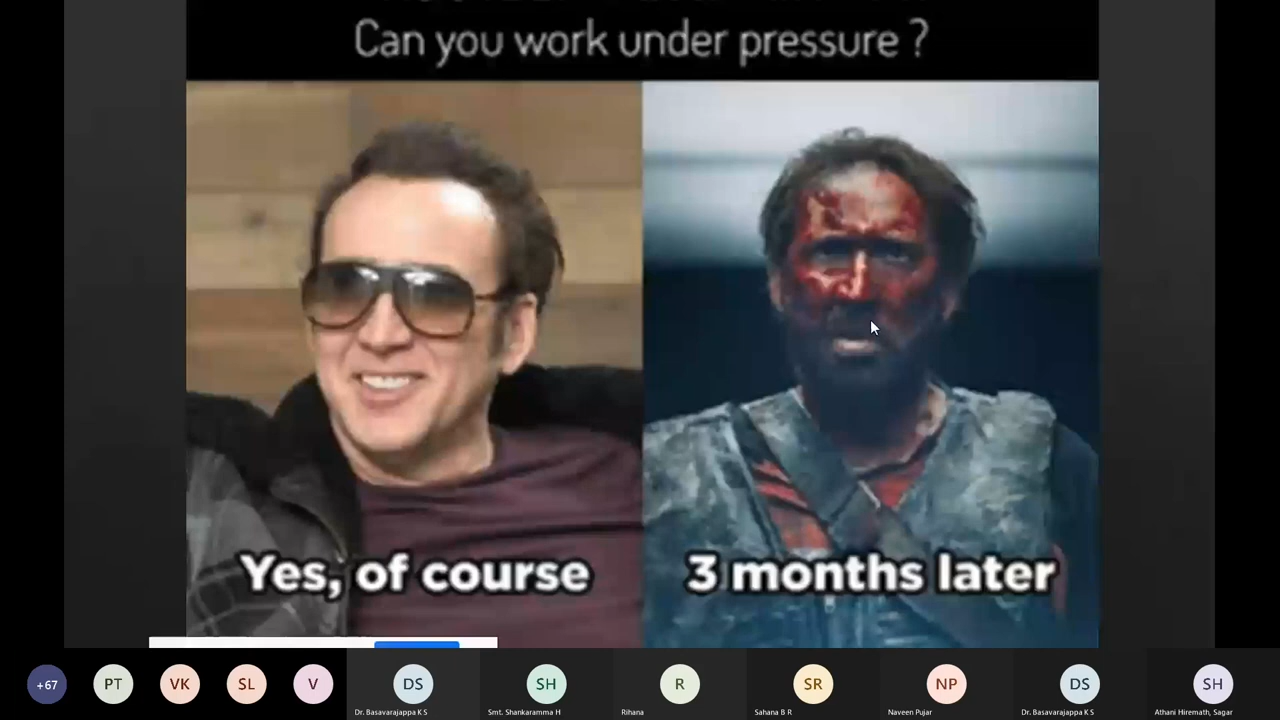 Can you work under pressure ?
Yes, of course
3 months later
+67
PT
VK
SL
V
DS
SH
R
SR
NP
DS
SH
Dr. Basavarajappa K S
Smt. Shankaramma H
Rihana
Sahana B R
Naveen Pujar
Dr. Basavarajappa K S
Athani Hiremath, Sagar